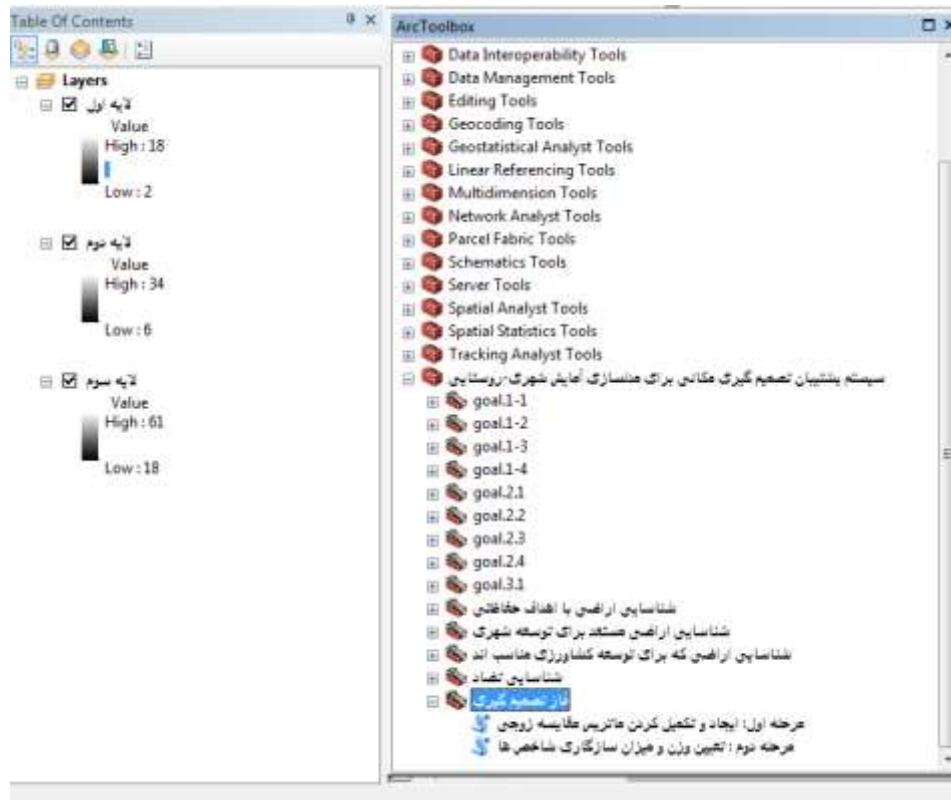 Table Of Contents
Layers
لایه اول
Value
High : 18
Low : 2
لایه دوم
Value
High : 34
Low : 6
لایه سوم
Value
High : 61
Low : 18
ArcToolbox
Data Interoperability Tools
Data Management Tools
Editing Tools
Geocoding Tools
Geostatistical Analyst Tools
Linear Referencing Tools
Multidimension Tools
Network Analyst Tools
Parcel Fabric Tools
Schematics Tools
Server Tools
Spatial Analyst Tools
Spatial Statistics Tools
Tracking Analyst Tools
سیستم پشتیبان تصمیم گیری مکانی برای مدلسازی آمایش شهری-روستایی
goal.1-1
goal.1-2
goal.1-3
goal.1-4
goal.2.1
goal.2.2
goal.2.3
goal.2.4
goal.3.1
شناسایی اراضی با اهداف حفاظتی
شناسایی اراضی مستعد برای توسعه شهری
شناسایی اراضی که برای توسعه کشاورزی مناسب اند
شناسایی تضاد
فاز تصمیم گیری
مرحله اول: ایجاد و تکمیل کردن ماتریس مقایسه زوجی
مرحله دوم : تعیین وزن و میزان سازگاری شاخص ها